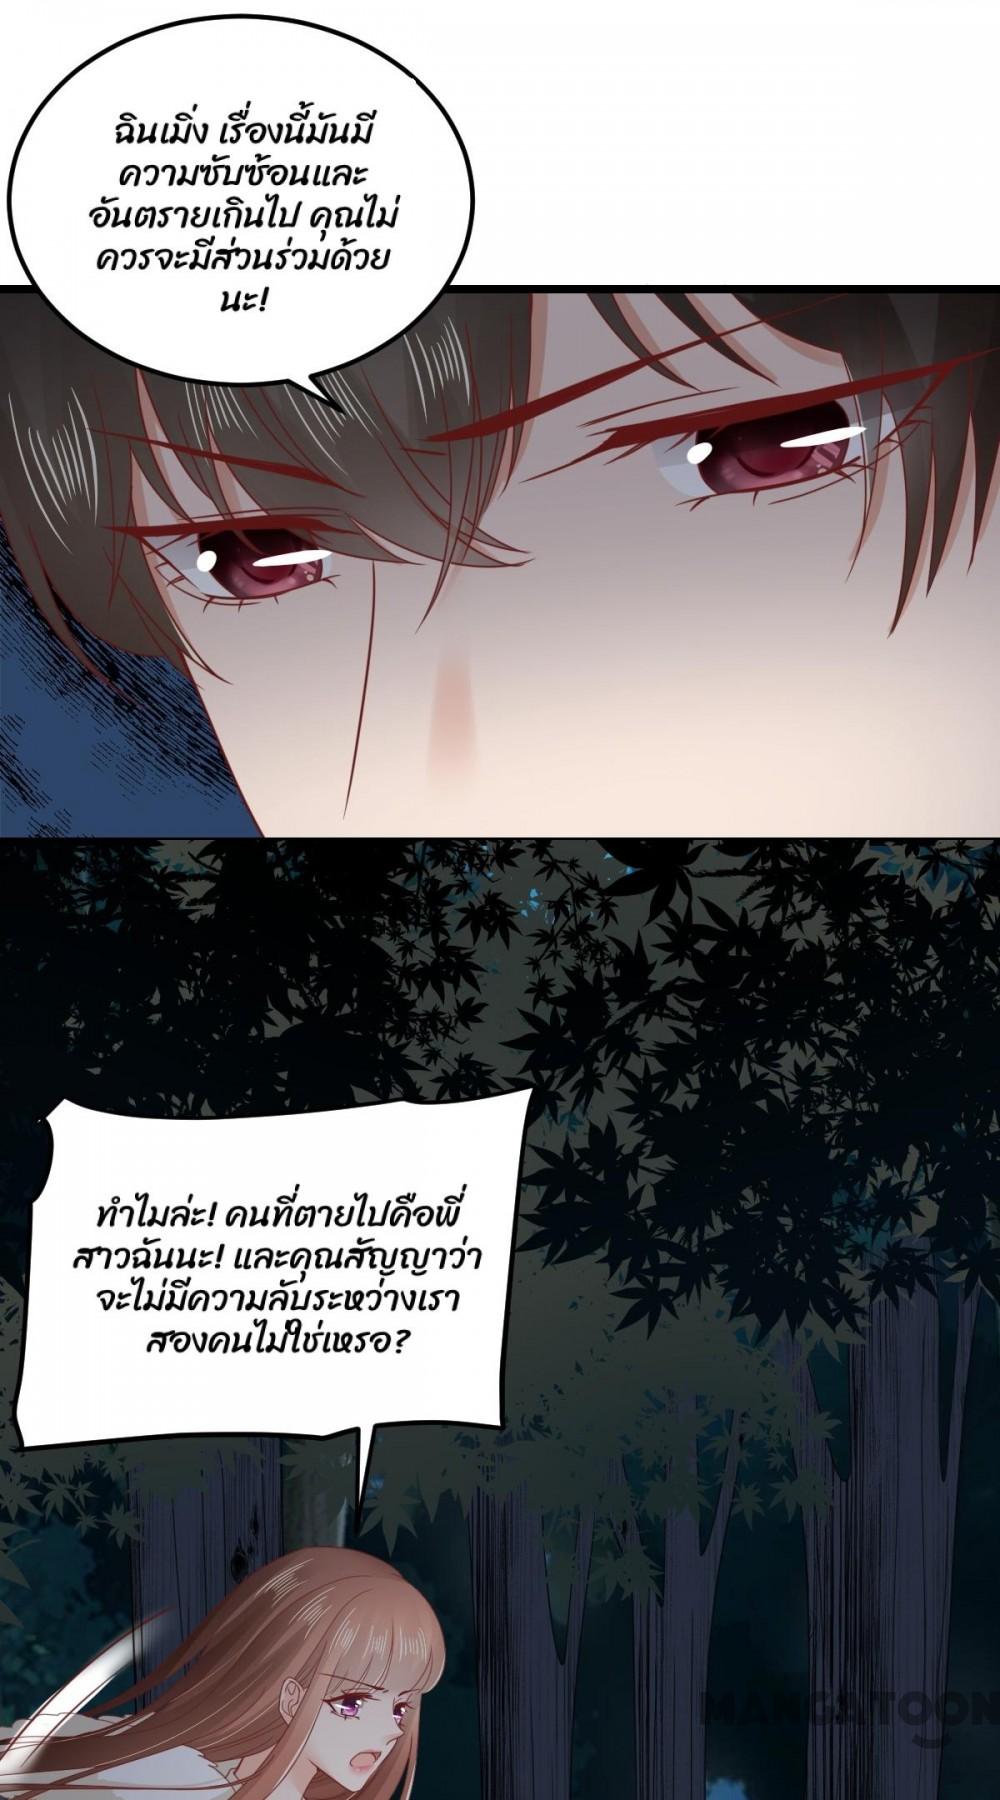 ฉินเมิ่ง เรื่องนี้มันมี
ความซับซ้อนและ
อันตรายเกินไป คุณไม่
ควรจะมีส่วนร่วมด้วย
นะ!
ทำไมล่ะ! คนที่ตายไปคือพี่
สาวฉันนะ! และคุณสัญญาว่า
จะไม่มีความลับระหว่างเรา
สองคนไม่ใช่เหรอ?
MANGATOON